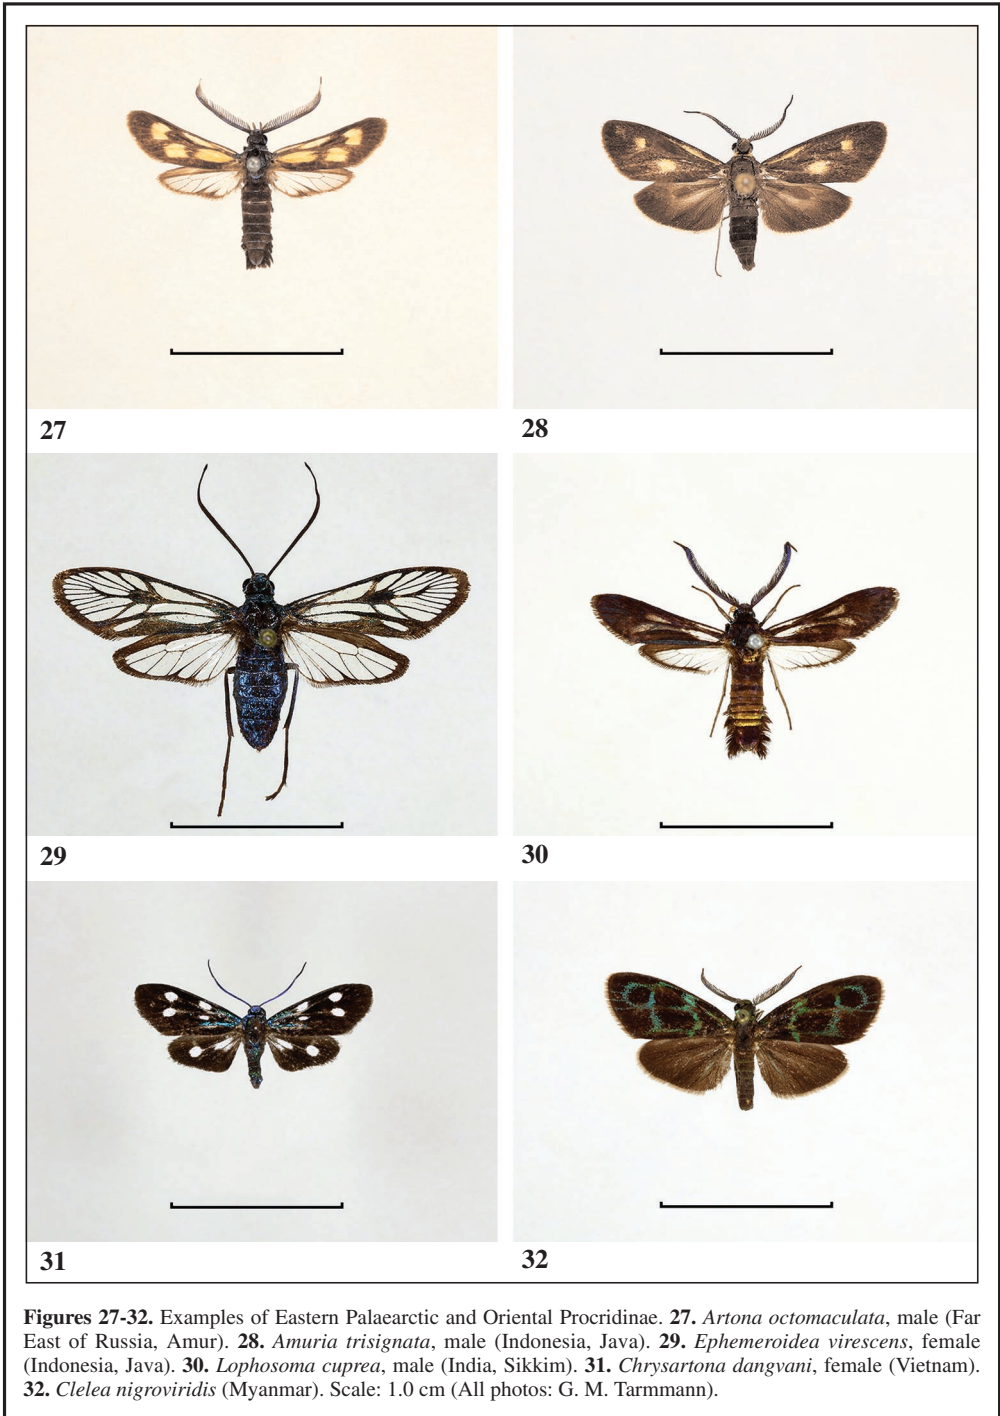 27
28
29
30
31
32
Figures 27-32. Examples of Eastern Palaearctic and Oriental Procridinae. 27. Artona octomaculata, male (Far
East of Russia, Amur). 28. Amuria trisignata, male (Indonesia, Java). 29. Ephemeroidea virescens, female
(Indonesia, Java). 30. Lophosoma cuprea, male (India, Sikkim). 31. Chrysartona dangvani, female (Vietnam).
32. Clelea nigroviridis (Myanmar). Scale: 1.0 cm (All photos: G. M. Tarmmann).